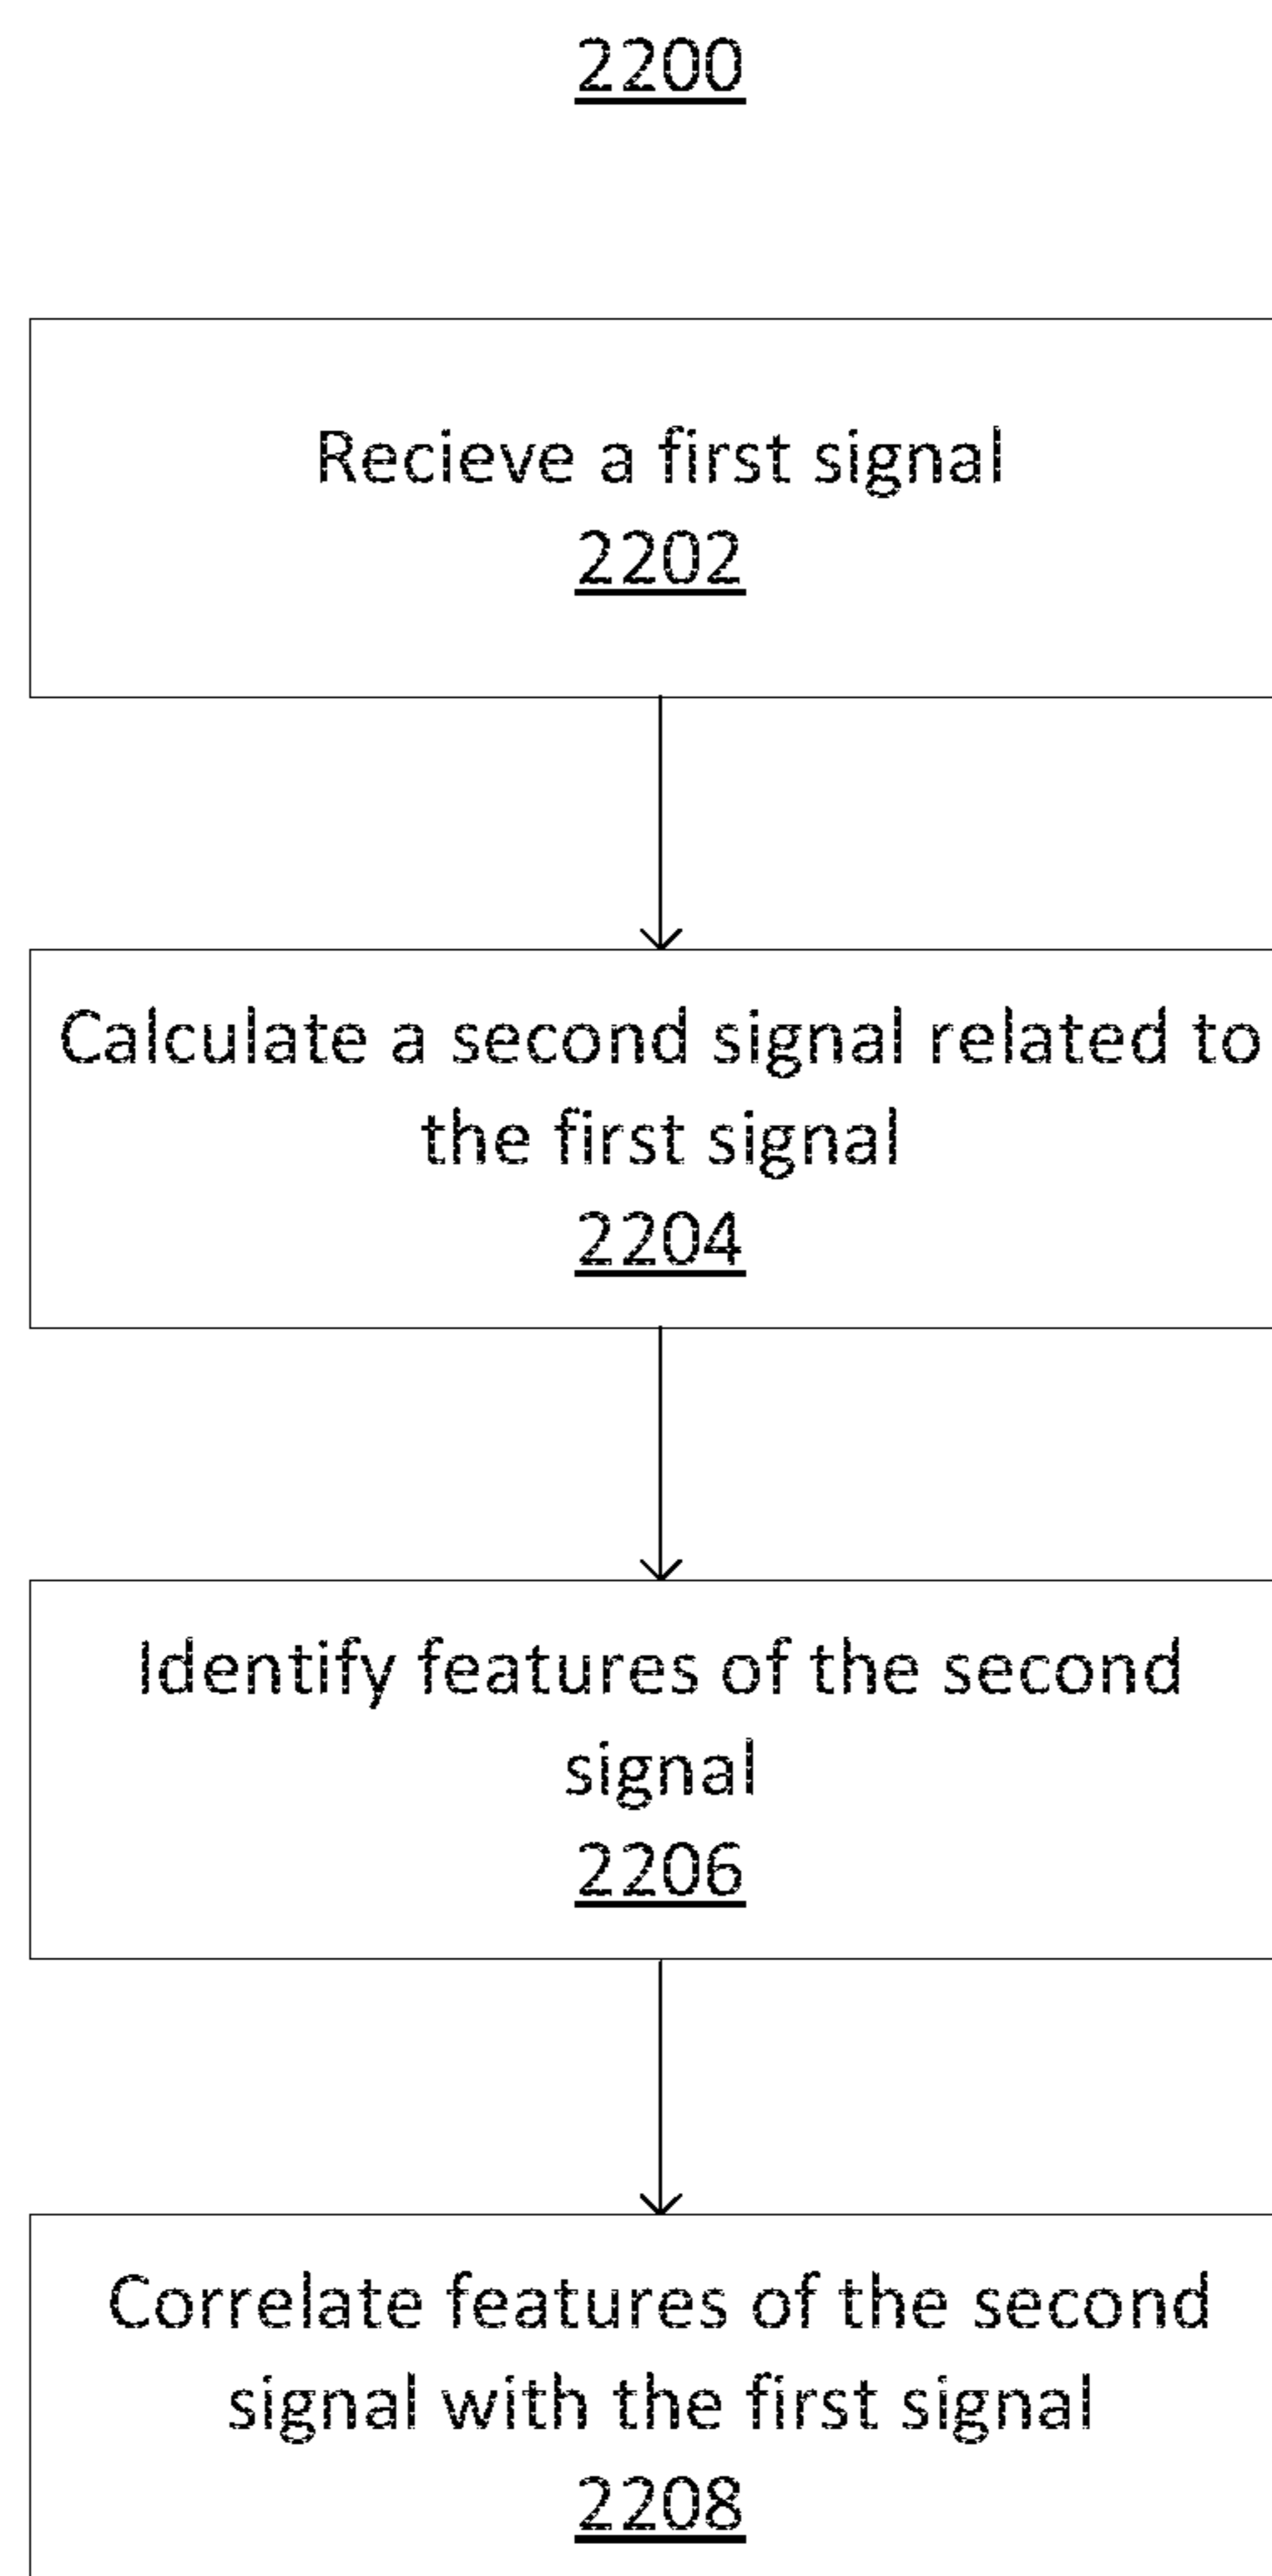 2200
Recieve a first signal
2202
Calculate a second signal related to
the first signal
2204
Identify features of the second
signal
2206
Correlate features of the second
signal with the first signal
2208